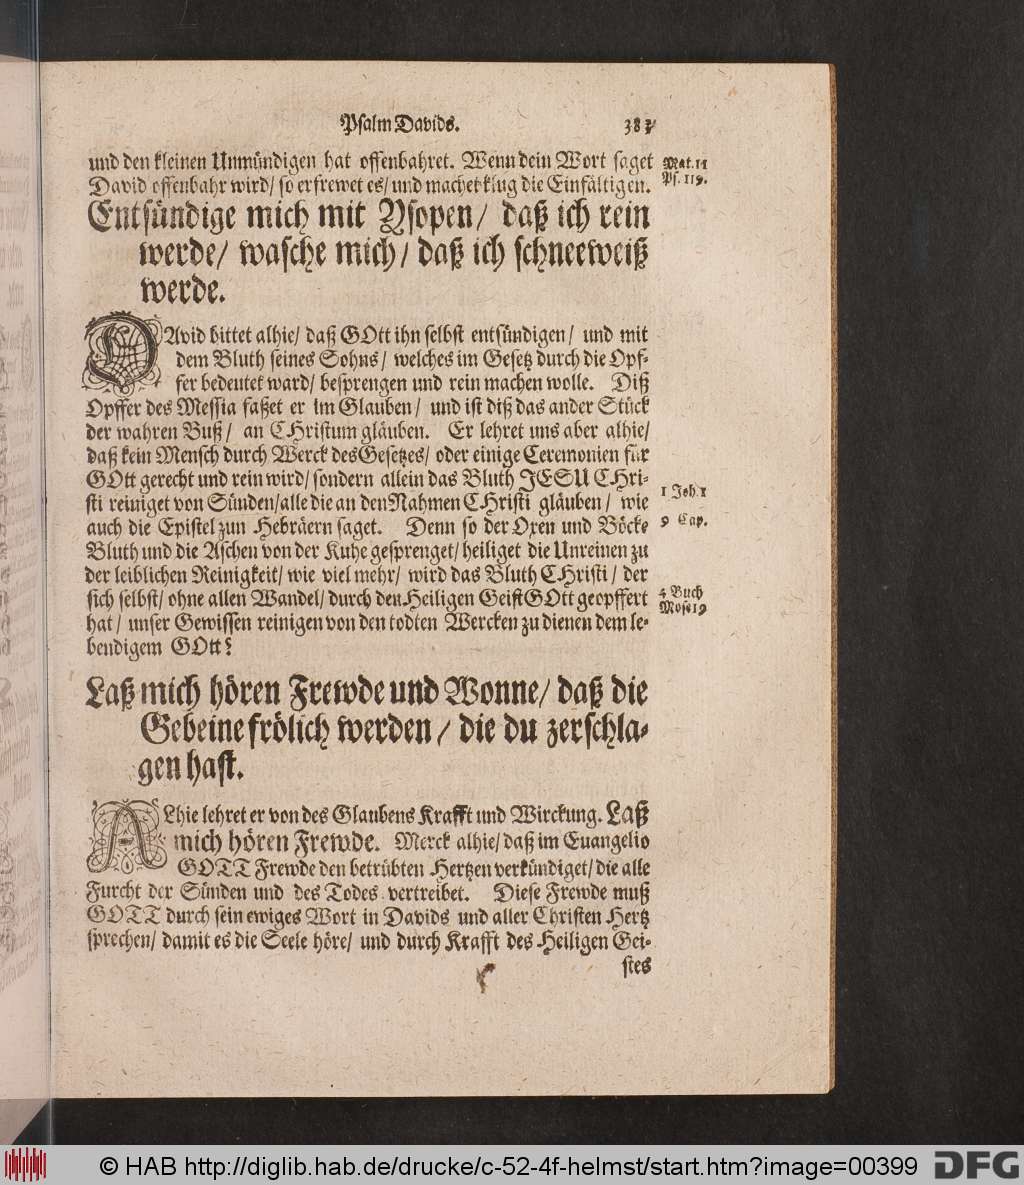 Psalm Davids. 383
und den kleinen Unmündigen hat offenbahret. Wenn dein Wort saget Mat. 11
David offenbahr wird/ so erfrewet es/ und machet klug die Einfältigen. Ps. 119.
Entsündige mich mit Ysopen/ daß ich rein
werde/ wasche mich/ daß ich schneeweiß
werde.
DAvid bittet alhie/ daß GOtt ihn selbst entsündigen/ und mit
dem Bluth seines Sohns/ welches im Gesetz durch die Opf-
fer bedeutet ward/ besprengen und rein machen wolle. Diß
Opffer des Messia faßet er im Glauben/ und ist diß das ander Stück
der wahren Buß/ an CHristum gläuben. Er lehret uns aber alhie/
daß kein Mensch durch Werck des Gesetzes/ oder einige Ceremonien für
GOtt gerecht und rein wird/ sondern allein das Bluth JESU CHri-
sti reiniget von Sünden/ alle die an den Nahmen CHristi gläuben/ wie 1 Joh. 1
auch die Epistel zun Hebräern saget. Denn so der Oxen und Böcke 9 Cap.
Bluth und die Aschen von der Kuhe gesprenget/ heiliget die Unreinen zu
der leiblichen Reinigkeit/ wie viel mehr/ wird das Bluth CHristi/ der
sich selbst/ ohne allen Wandel/ durch den Heiligen Geist GOtt geopffert 4 Buch
hat/ unser Gewissen reinigen von den todten Wercken zu dienen dem le- Mose 19
bendigem GOtt?
Laß mich hören Frewde und Wonne/ daß die
Gebeine frölich werden/ die du zerschla-
gen hast.
ALhie lehret er von des Glaubens Krafft und Wirckung. Laß
mich hören Frewde. Merck alhie/ daß im Euangelio
GOTT Frewde den betrübten Hertzen verkündiget/ die alle
Furcht der Sünden und des Todes vertreibet. Diese Frewde muß
GOTT durch sein ewiges Wort in Davids und aller Christen Hertz
sprechen/ damit es die Seele höre/ und durch Krafft des Heiligen Gei-
stes
© HAB http://diglib.hab.de/drucke/c-52-4f-helmst/start.htm?image=00399 DFG